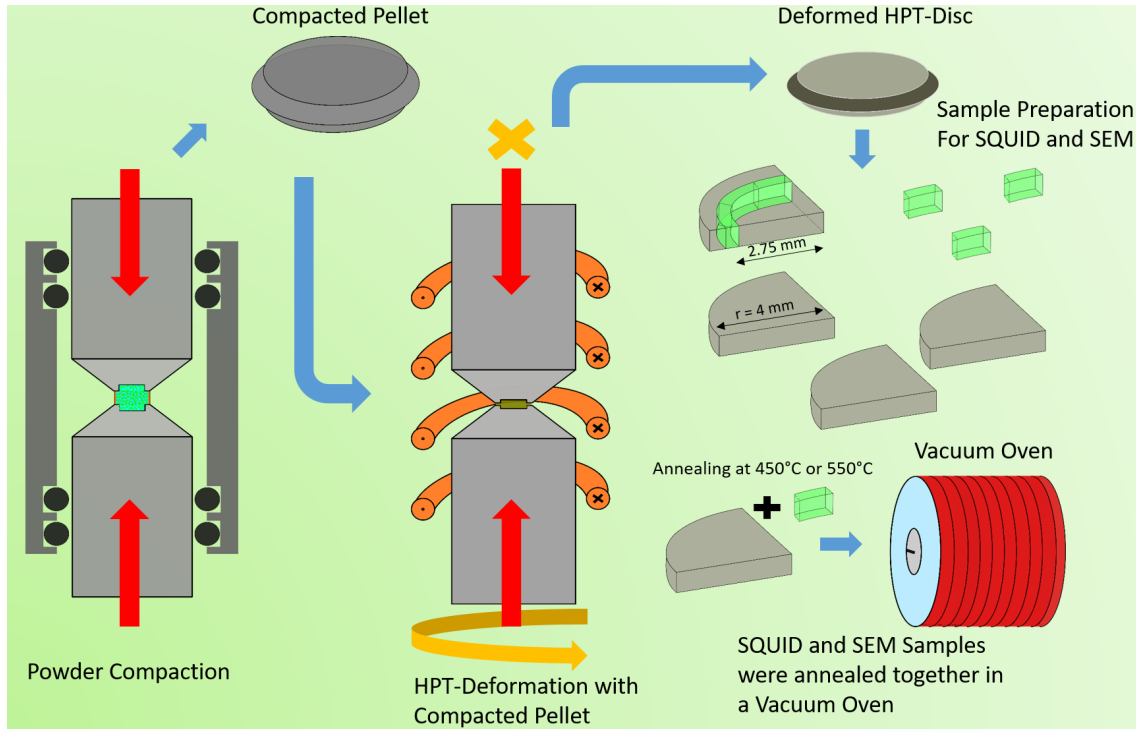 Compacted Pellet
Deformed HPT-Disc
Sample Preparation
For SQUID and SEM
2.75 mm
r = 4 mm
Vacuum Oven
Annealing at 450°C or 550°C
Powder Compaction
HPT-Deformation with
Compacted Pellet
SQUID and SEM Samples
were annealed together in
a Vacuum Oven